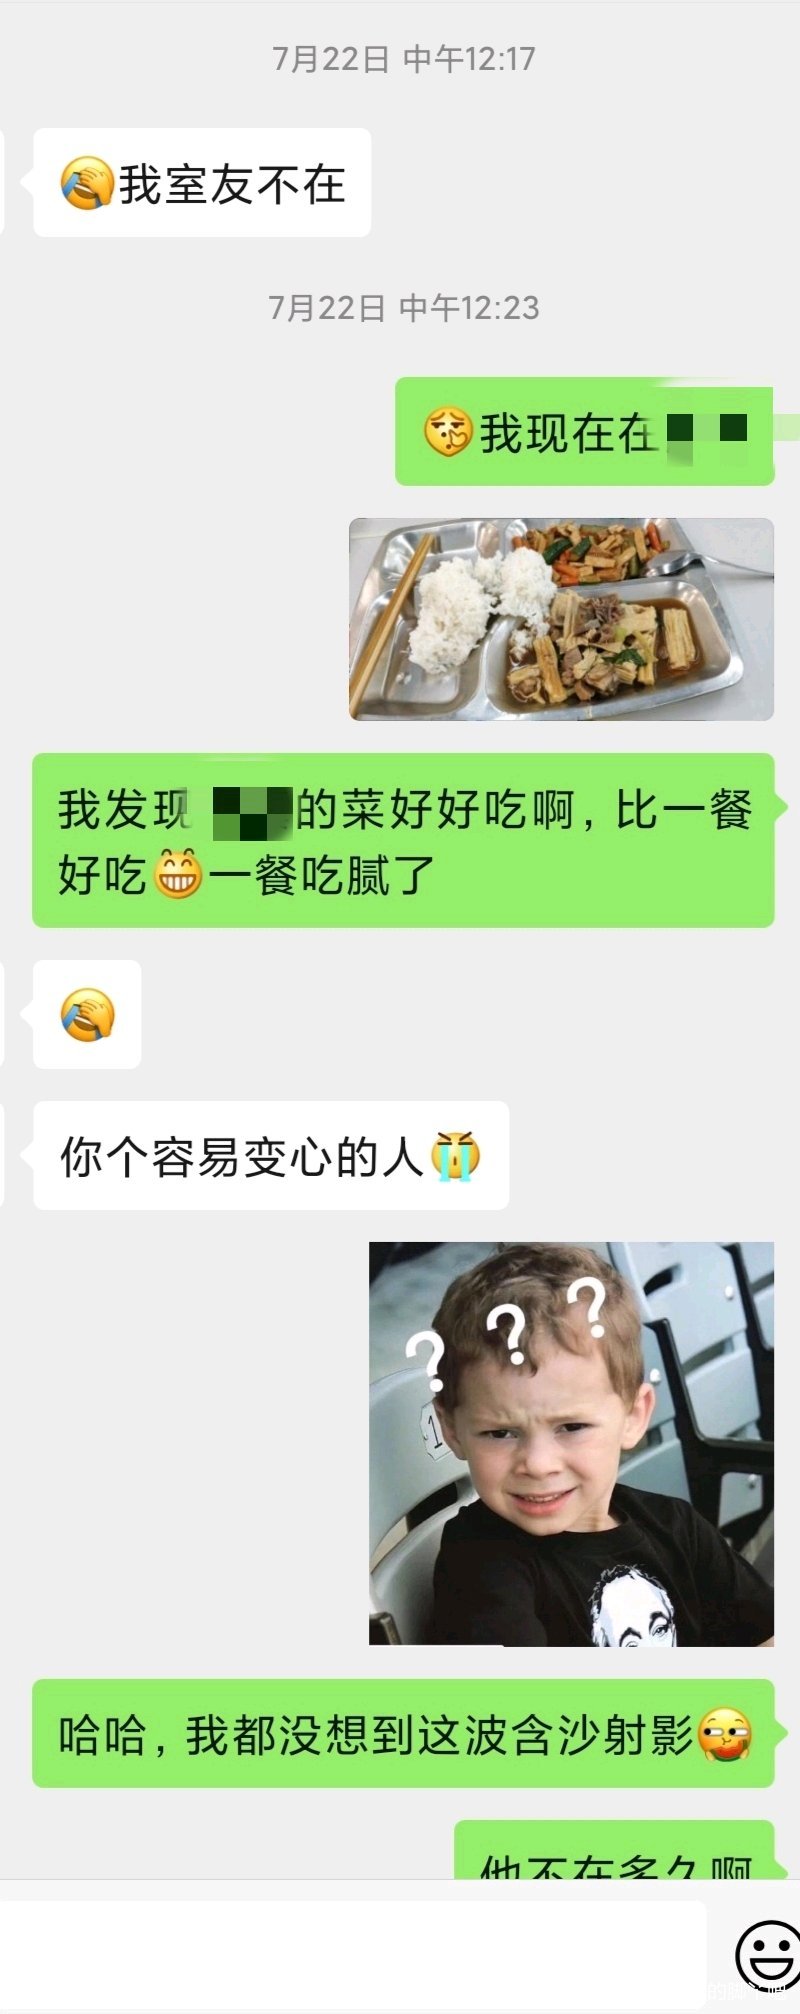 7月22日 中午12:17
🤦我室友不在
7月22日 中午12:23
🤫我现在在
我发现
的菜好好吃啊，比一餐
好吃😁一餐吃腻了
🤦
你个容易变心的人😭
? ? ?
1
哈哈，我都没想到这波含沙射影🍉
他不在多久啊